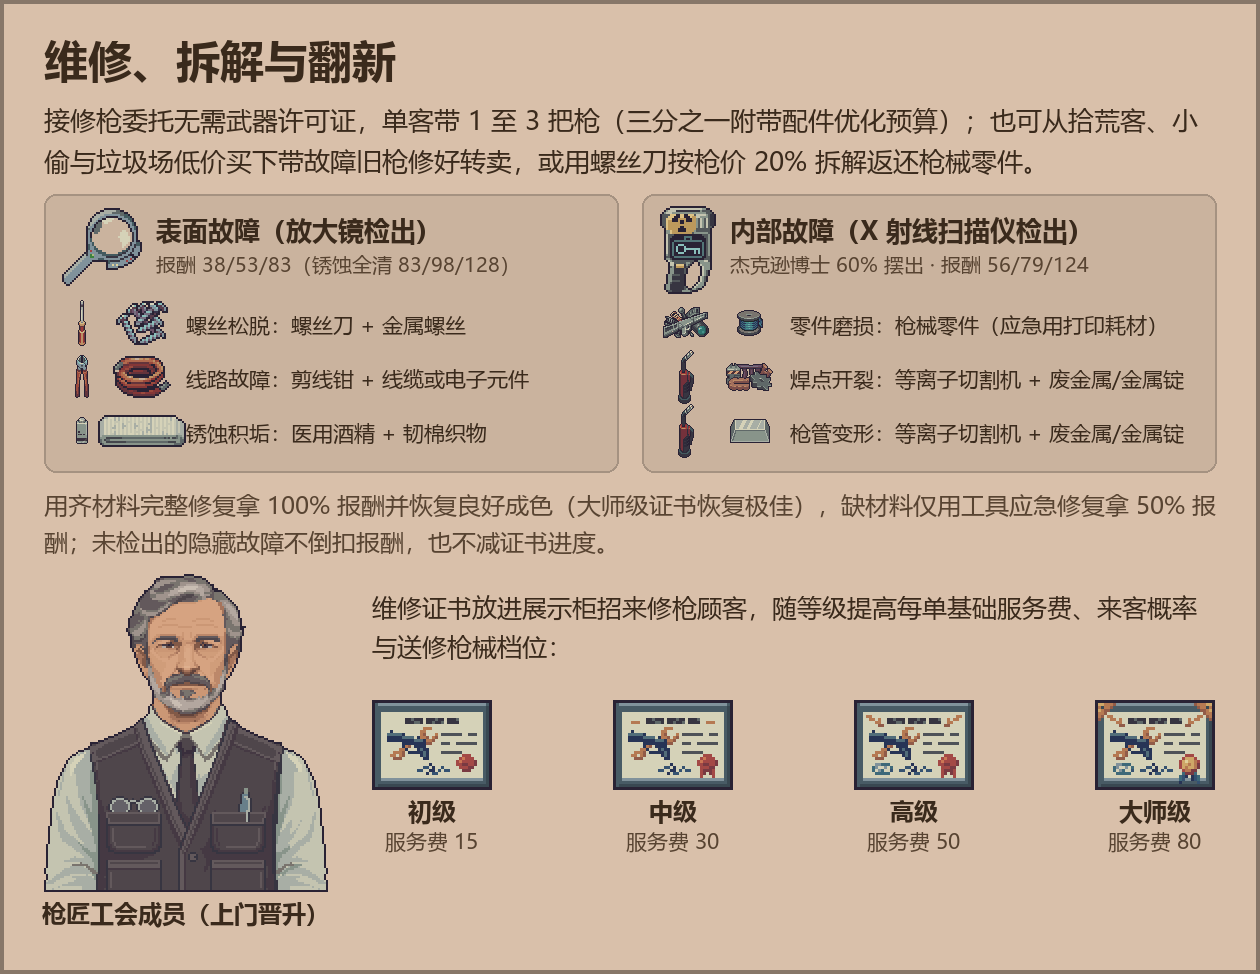 维修、拆解与翻新
接修枪委托无需武器许可证，单客带 1 至 3 把枪（三分之一附带配件优化预算）；也可从拾荒客、小
偷与垃圾场低价买下带故障旧枪修好转卖，或用螺丝刀按枪价 20% 拆解返还枪械零件。
表面故障（放大镜检出）
报酬 38/53/83（锈蚀全清 83/98/128）
螺丝松脱：螺丝刀 + 金属螺丝
线路故障：剪线钳 + 线缆或电子元件
锈蚀积垢：医用酒精 + 韧棉织物
内部故障（X 射线扫描仪检出）
杰克逊博士 60% 摆出 · 报酬 56/79/124
零件磨损：枪械零件（应急用打印耗材）
焊点开裂：等离子切割机 + 废金属/金属锭
枪管变形：等离子切割机 + 废金属/金属锭
用齐材料完整修复拿 100% 报酬并恢复良好成色（大师级证书恢复极佳），缺材料仅用工具应急修复拿 50% 报
酬；未检出的隐藏故障不倒扣报酬，也不减证书进度。
维修证书放进展示柜招来修枪顾客，随等级提高每单基础服务费、来客概率
与送修枪械档位：
初级
服务费 15
中级
服务费 30
高级
服务费 50
大师级
服务费 80
枪匠工会成员（上门晋升）